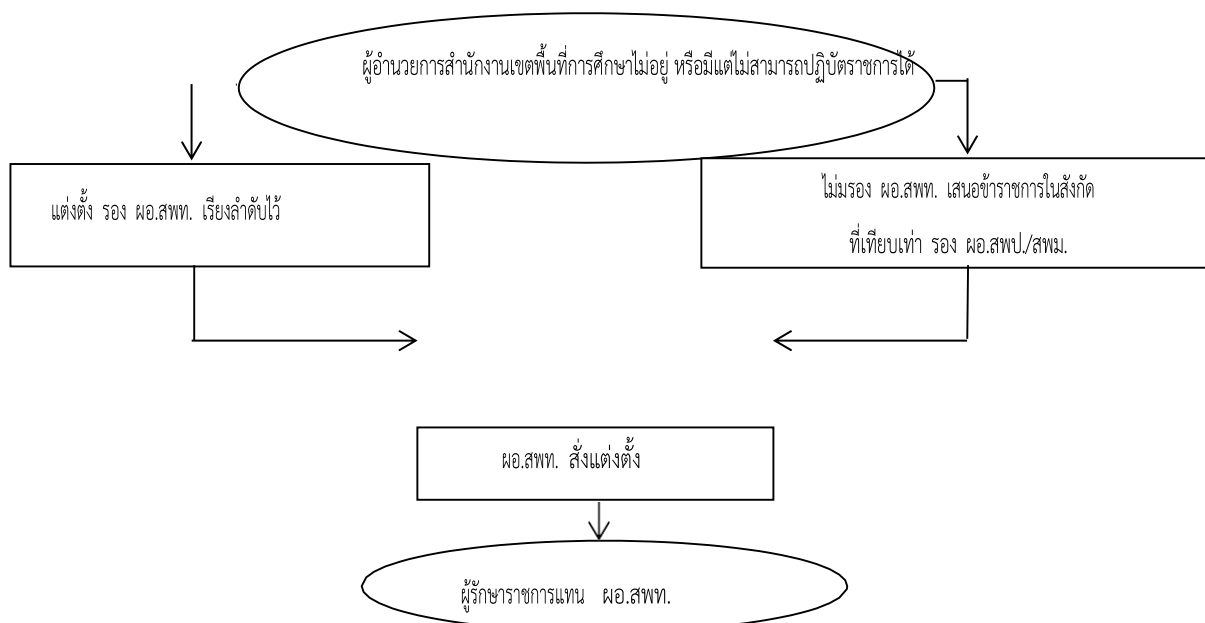 ผู้อำนวยการสำนักงานเขตพื้นที่การศึกษาไม่อยู่ หรือมีแต่ไม่สามารถปฏิบัติราชการได้
แต่งตั้ง รอง ผอ.สพท. เรียงลำดับไว้
ไม่มรอง ผอ.สพท. เสนอข้าราชการในสังกัด
ที่เทียบเท่า รอง ผอ.สพป./สพม.
ผอ.สพท. สั่งแต่งตั้ง
ผู้รักษาราชการแทน ผอ.สพท.